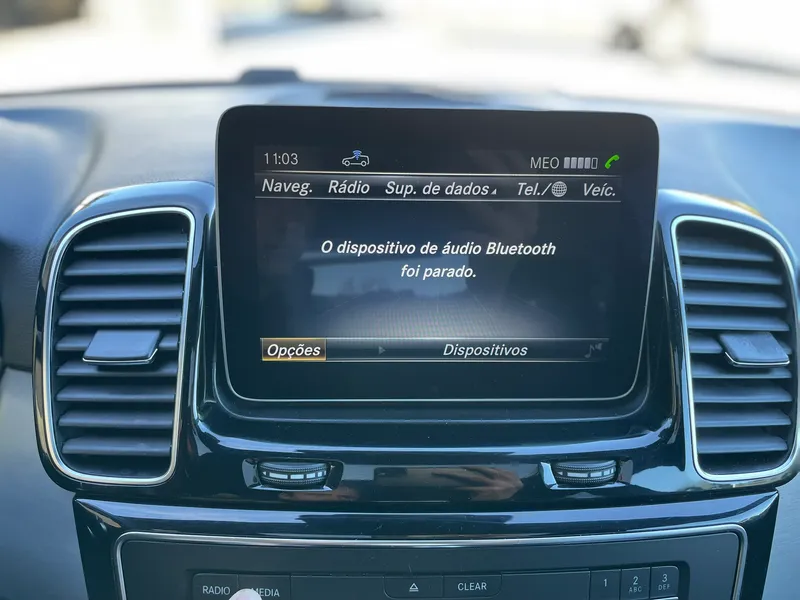 11:03 MEO
Naveg. Rádio Sup. de dados Tel./ Veíc.
O dispositivo de áudio Bluetooth
foi parado.
Opções Dispositivos
RADIO MEDIA CLEAR 1 2 3
ABC DEF